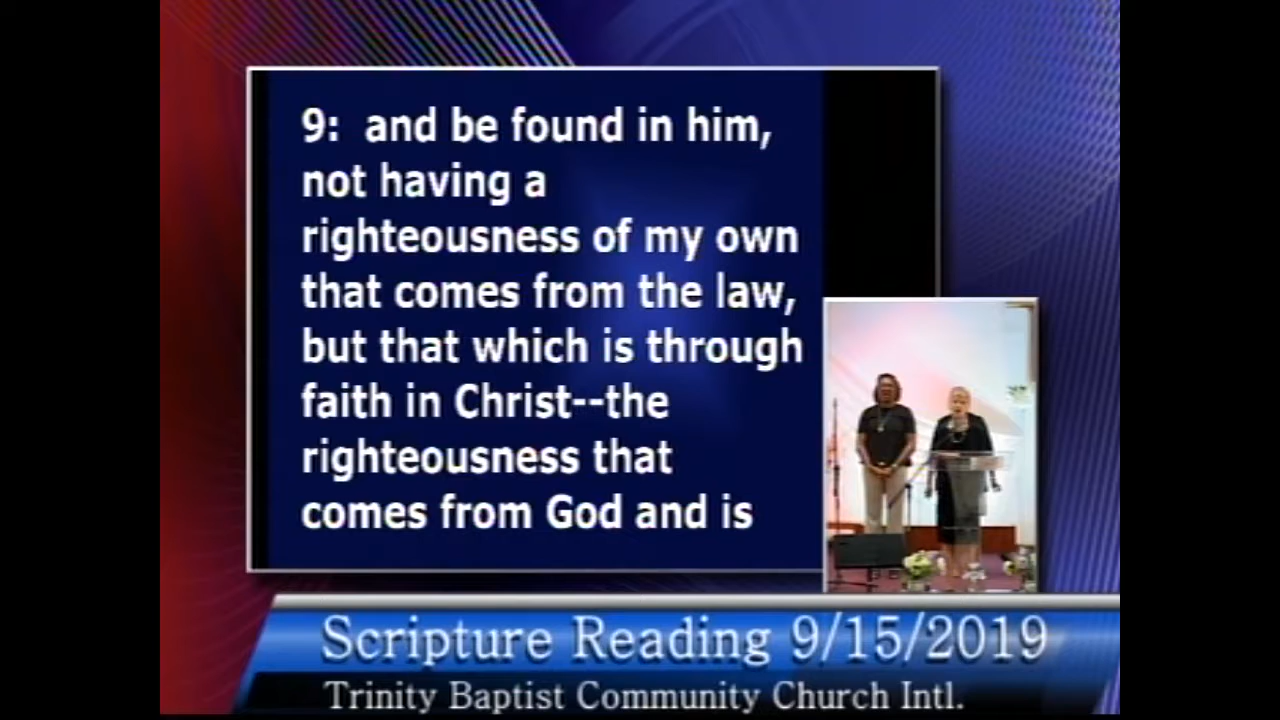 9: and be found in him,
not having a
righteousness of my own
that comes from the law,
but that which is through
faith in Christ--the
righteousness that
comes from God and is
Scripture Reading 9/15/2019
Trinity Baptist Community Church Intl.